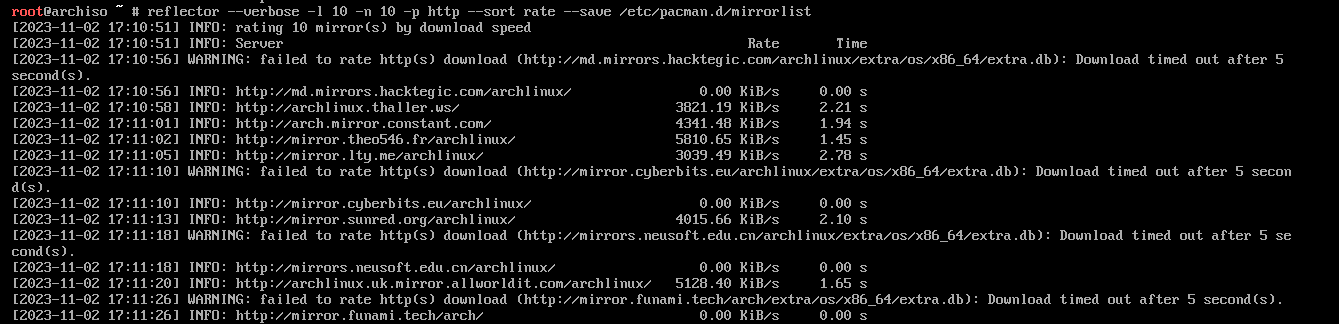 root@archiso ~ # reflector --verbose -l 10 -n 10 -p http --sort rate --save /etc/pacman.d/mirrorlist
[2023-11-02 17:10:51] INFO: rating 10 mirror(s) by download speed
[2023-11-02 17:10:51] INFO: Server Rate Time
[2023-11-02 17:10:56] WARNING: failed to rate http(s) download (http://md.mirrors.hacktegic.com/archlinux/extra/os/x86_64/extra.db): Download timed out after 5
second(s).
[2023-11-02 17:10:56] INFO: http://md.mirrors.hacktegic.com/archlinux/ 0.00 KiB/s 0.00 s
[2023-11-02 17:10:58] INFO: http://archlinux.thaller.ws/ 3821.19 KiB/s 2.21 s
[2023-11-02 17:11:01] INFO: http://arch.mirror.constant.com/ 4341.48 KiB/s 1.94 s
[2023-11-02 17:11:02] INFO: http://mirror.theo546.fr/archlinux/ 5810.65 KiB/s 1.45 s
[2023-11-02 17:11:05] INFO: http://mirror.lty.me/archlinux/ 3039.49 KiB/s 2.78 s
[2023-11-02 17:11:10] WARNING: failed to rate http(s) download (http://mirror.cyberbits.eu/archlinux/extra/os/x86_64/extra.db): Download timed out after 5 secon
d(s).
[2023-11-02 17:11:10] INFO: http://mirror.cyberbits.eu/archlinux/ 0.00 KiB/s 0.00 s
[2023-11-02 17:11:13] INFO: http://mirror.sunred.org/archlinux/ 4015.66 KiB/s 2.10 s
[2023-11-02 17:11:18] WARNING: failed to rate http(s) download (http://mirrors.neusoft.edu.cn/archlinux/extra/os/x86_64/extra.db): Download timed out after 5 se
cond(s).
[2023-11-02 17:11:18] INFO: http://mirrors.neusoft.edu.cn/archlinux/ 0.00 KiB/s 0.00 s
[2023-11-02 17:11:20] INFO: http://archlinux.uk.mirror.allworldit.com/archlinux/ 5128.40 KiB/s 1.65 s
[2023-11-02 17:11:26] WARNING: failed to rate http(s) download (http://mirror.funami.tech/arch/extra/os/x86_64/extra.db): Download timed out after 5 second(s).
[2023-11-02 17:11:26] INFO: http://mirror.funami.tech/arch/ 0.00 KiB/s 0.00 s